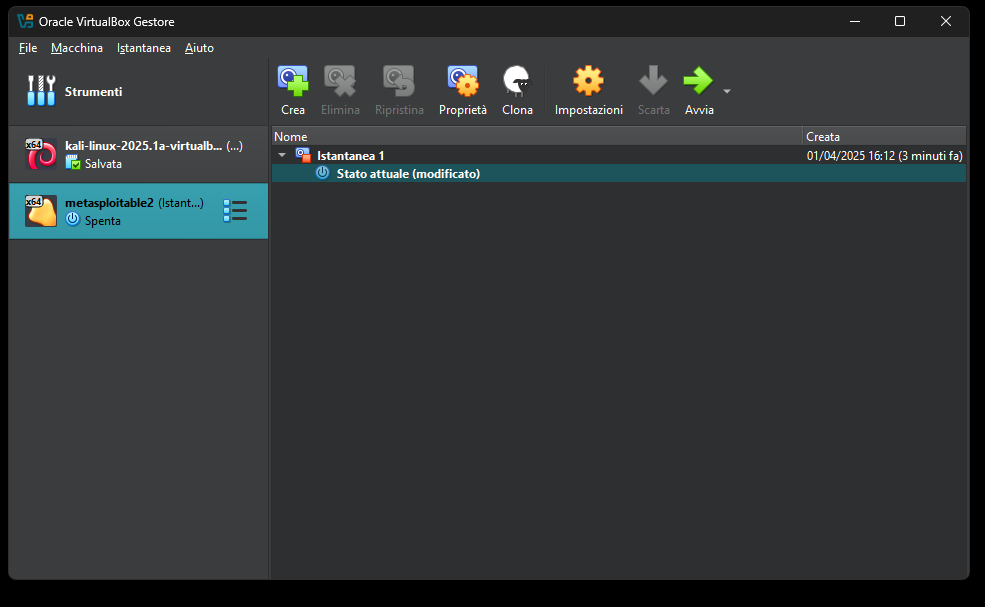 Oracle VirtualBox Gestore
File Macchina Istantanea Aiuto
Strumenti
Crea Elimina Ripristina Proprietà Clona Impostazioni Scarta Avvia
Nome Creata
x64 kali-linux-2025.1a-virtualb... (...)
Salvata
x64 metasploitable2 (Istant...)
Spenta
Istantanea 1 01/04/2025 16:12 (3 minuti fa)
Stato attuale (modificato)